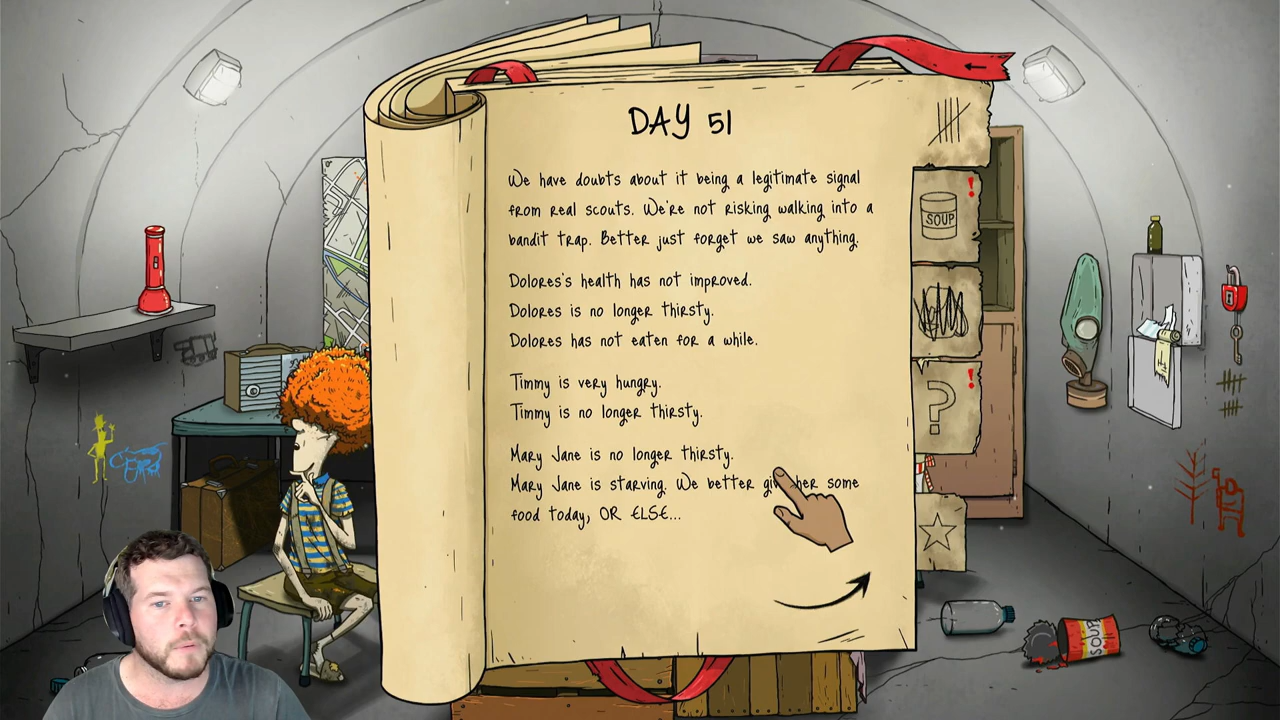 DAY 51
We have doubts about it being a legitimate signal
from real scouts. We're not risking walking into a
bandit trap. Better just forget we saw anything.
Dolores's health has not improved.
Dolores is no longer thirsty.
Dolores has not eaten for a while.
Timmy is very hungry.
Timmy is no longer thirsty.
Mary Jane is no longer thirsty.
Mary Jane is starving. We better her some
food today, OR ELSE...
!
SOUP
!
?
SOUP